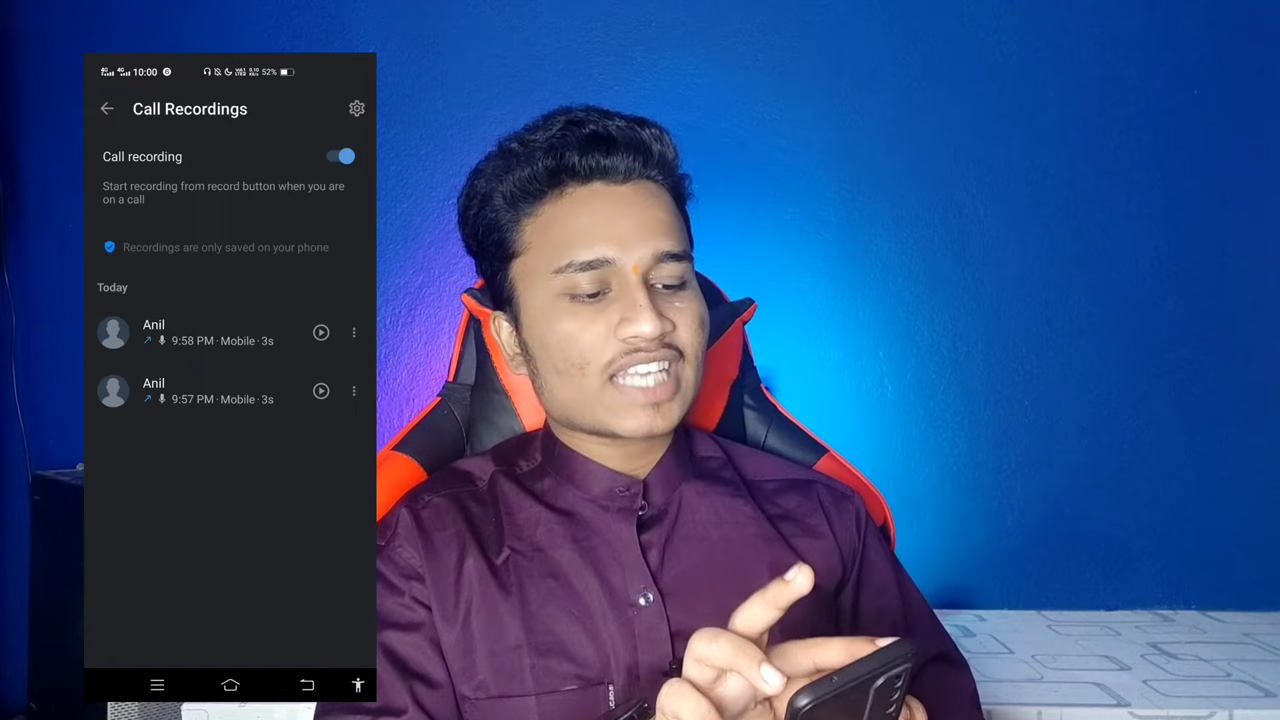 10:00 52%
Call Recordings
Call recording
Start recording from record button when you are
on a call
Recordings are only saved on your phone
Today
Anil
9:58 PM · Mobile · 3s
Anil
9:57 PM · Mobile · 3s